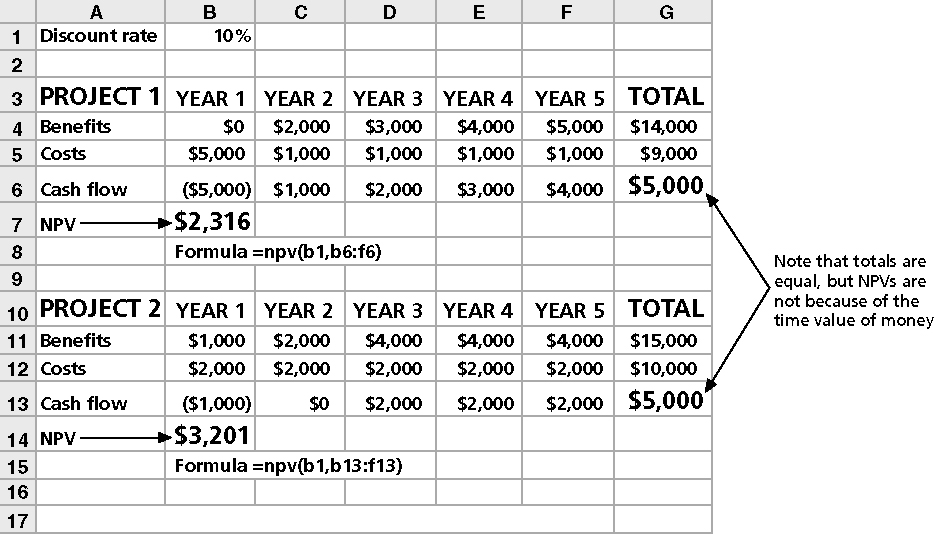 A B C D E F G
1 Discount rate 10%
2
3 PROJECT 1 YEAR 1 YEAR 2 YEAR 3 YEAR 4 YEAR 5 TOTAL
4 Benefits $0 $2,000 $3,000 $4,000 $5,000 $14,000
5 Costs $5,000 $1,000 $1,000 $1,000 $1,000 $9,000
6 Cash flow ($5,000) $1,000 $2,000 $3,000 $4,000 $5,000
7 NPV $2,316
8 Formula =npv(b1,b6:f6)
9
10 PROJECT 2 YEAR 1 YEAR 2 YEAR 3 YEAR 4 YEAR 5 TOTAL
11 Benefits $1,000 $2,000 $4,000 $4,000 $4,000 $15,000
12 Costs $2,000 $2,000 $2,000 $2,000 $2,000 $10,000
13 Cash flow ($1,000) $0 $2,000 $2,000 $2,000 $5,000
14 NPV $3,201
15 Formula =npv(b1,b13:f13)
16
17
Note that totals are
equal, but NPVs are
not because of the
time value of money